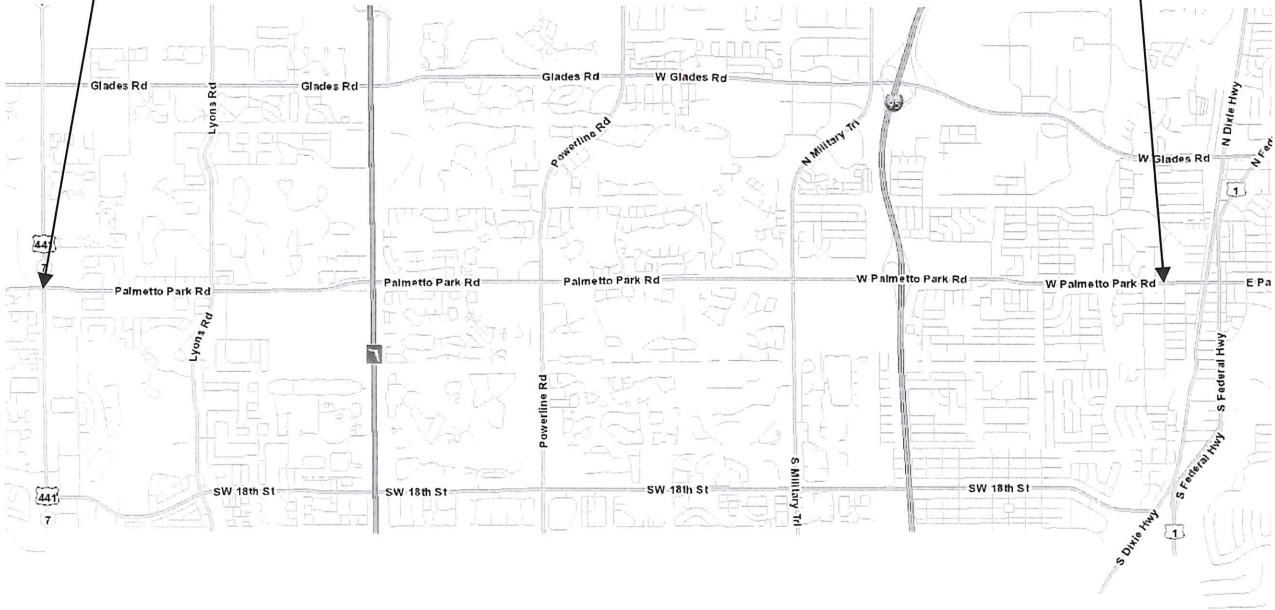 Glades Rd
Glades Rd
Glades Rd
W Glades Rd
Lyons Rd
Powerline Rd
N Military Trl
95
W Glades Rd
N Dixie Hwy
1
441
7
Palmetto Park Rd
Palmetto Park Rd
Palmetto Park Rd
W Palmetto Park Rd
W Palmetto Park Rd
Lyons Rd
Powerline Rd
S Federal Hwy
S Federal Hwy
441
7
SW 18th St
SW 18th St
SW 18th St
S Military Trl
SW 18th St
S Dixie Hwy
1